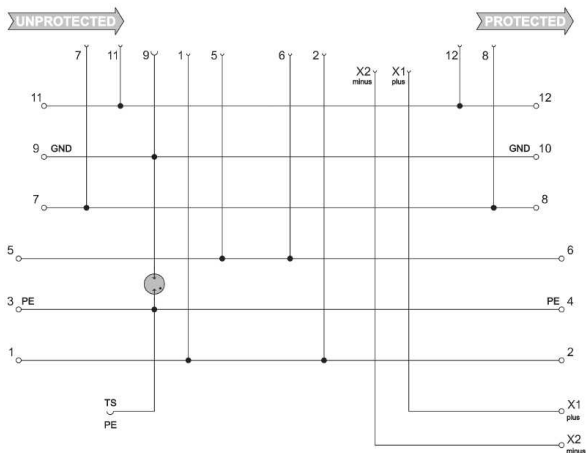 UNPROTECTED
PROTECTED
7 11 9 1 5 6 2 X2 minus X1 plus 12 8
11 12
9 GND GND 10
7 8
5 6
3 PE PE 4
1 2
TS
PE
X1
plus
X2
minus